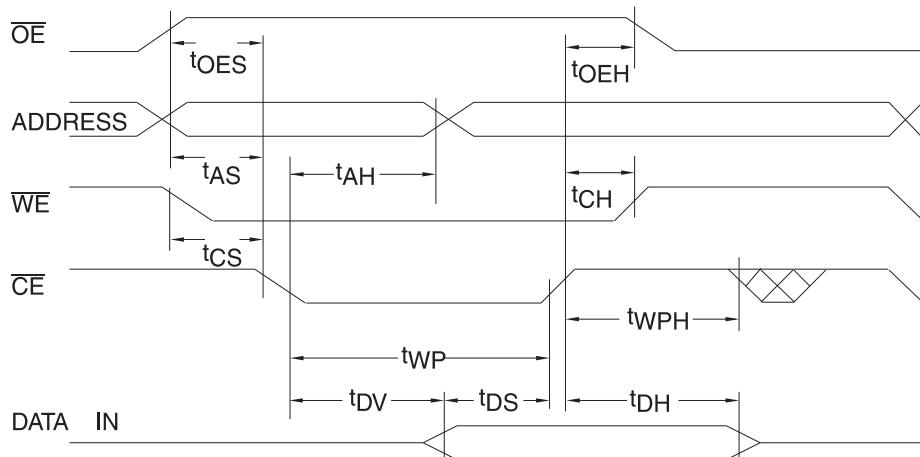 OE
tOES
tOEH
ADDRESS
tAS
tAH
tCH
WE
tCS
CE
tWPH
tWP
tDV
tDS
tDH
DATA IN